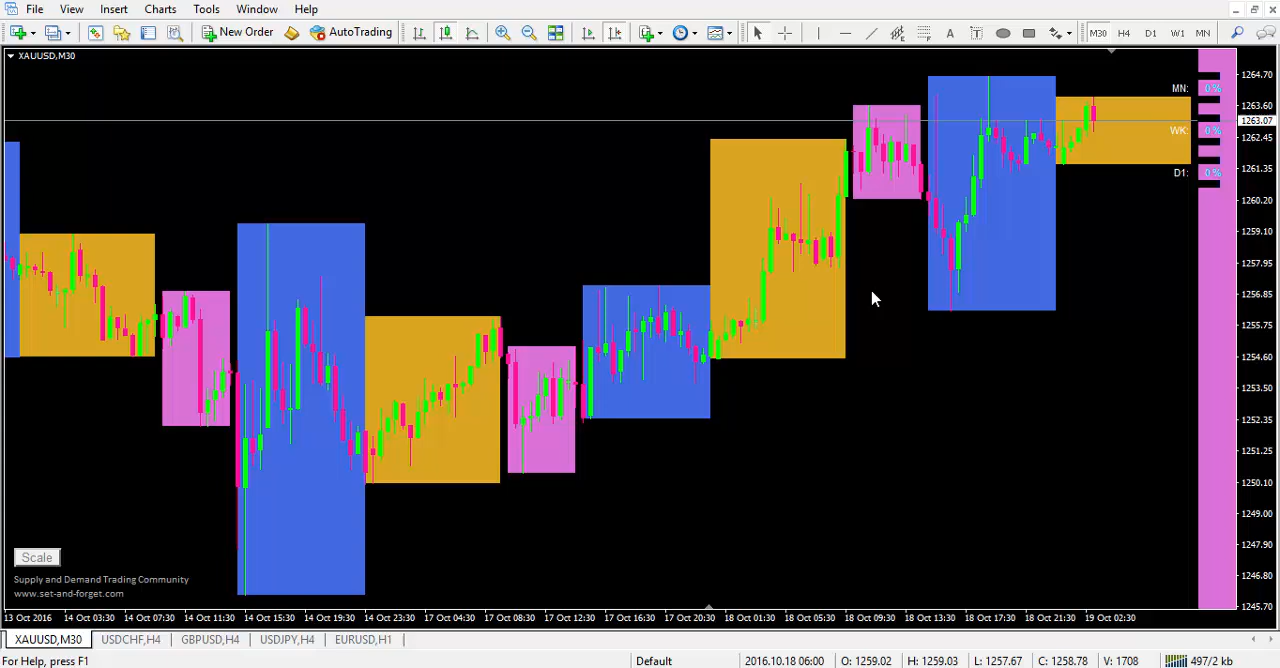 File View Insert Charts Tools Window Help
New Order AutoTrading A T M30 H4 D1 W1 MN
XAUUSD,M30
1264.70
MN: 0 %
1263.60
1263.07
WK: 0 %
1262.45
1261.35
D1: 0 %
1260.20
1259.10
1257.95
1256.85
1255.75
1254.60
1253.50
1252.35
1251.25
1250.10
1249.00
1247.90
Scale
1246.80
Supply and Demand Trading Community
www.set-and-forget.com
1245.70
13 Oct 2016 14 Oct 03:30 14 Oct 07:30 14 Oct 11:30 14 Oct 15:30 14 Oct 19:30 14 Oct 23:30 17 Oct 04:30 17 Oct 08:30 17 Oct 12:30 17 Oct 16:30 17 Oct 20:30 18 Oct 01:30 18 Oct 05:30 18 Oct 09:30 18 Oct 13:30 18 Oct 17:30 18 Oct 21:30 19 Oct 02:30
XAUUSD,M30 USDCHF,H4 GBPUSD,H4 USDJPY,H4 EURUSD,H1
For Help, press F1 Default 2016.10.18 06:00 O: 1259.02 H: 1259.03 L: 1257.67 C: 1258.78 V: 1708 497/2 kb